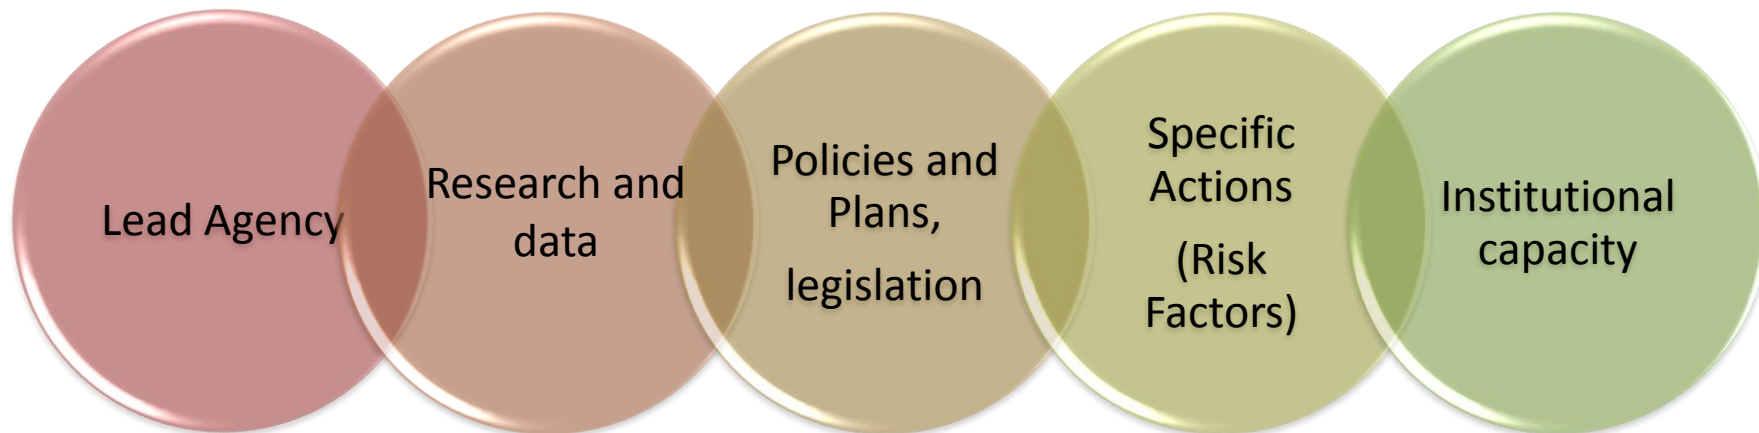 Lead Agency
Research and
data
Policies and
Plans,
legislation
Specific
Actions
(Risk
Factors)
Institutional
capacity